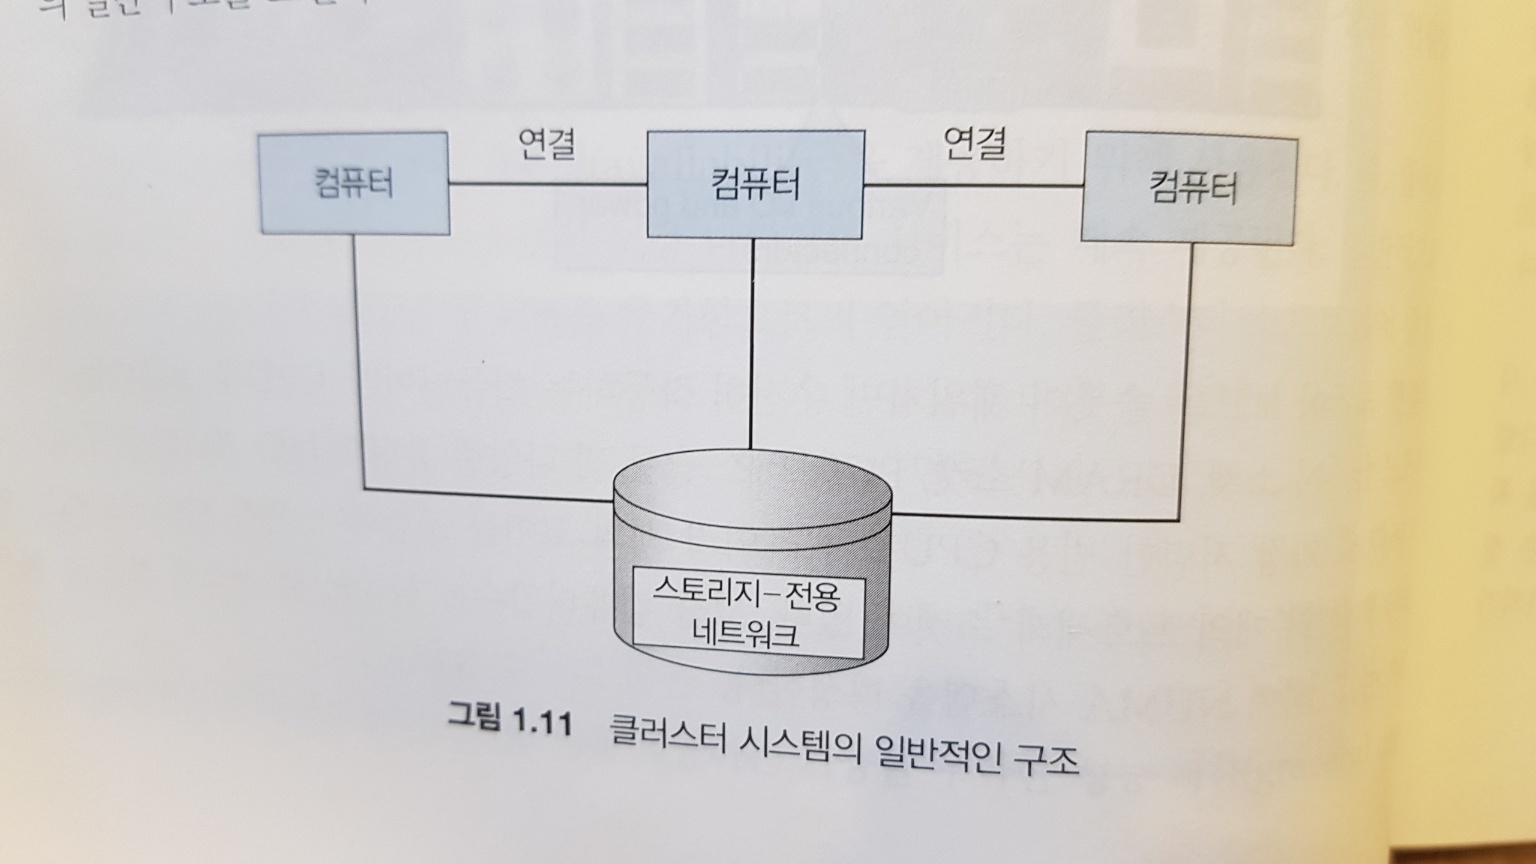 연결 연결
컴퓨터 컴퓨터 컴퓨터
스토리지-전용
네트워크
그림 1.11 클러스터 시스템의 일반적인 구조